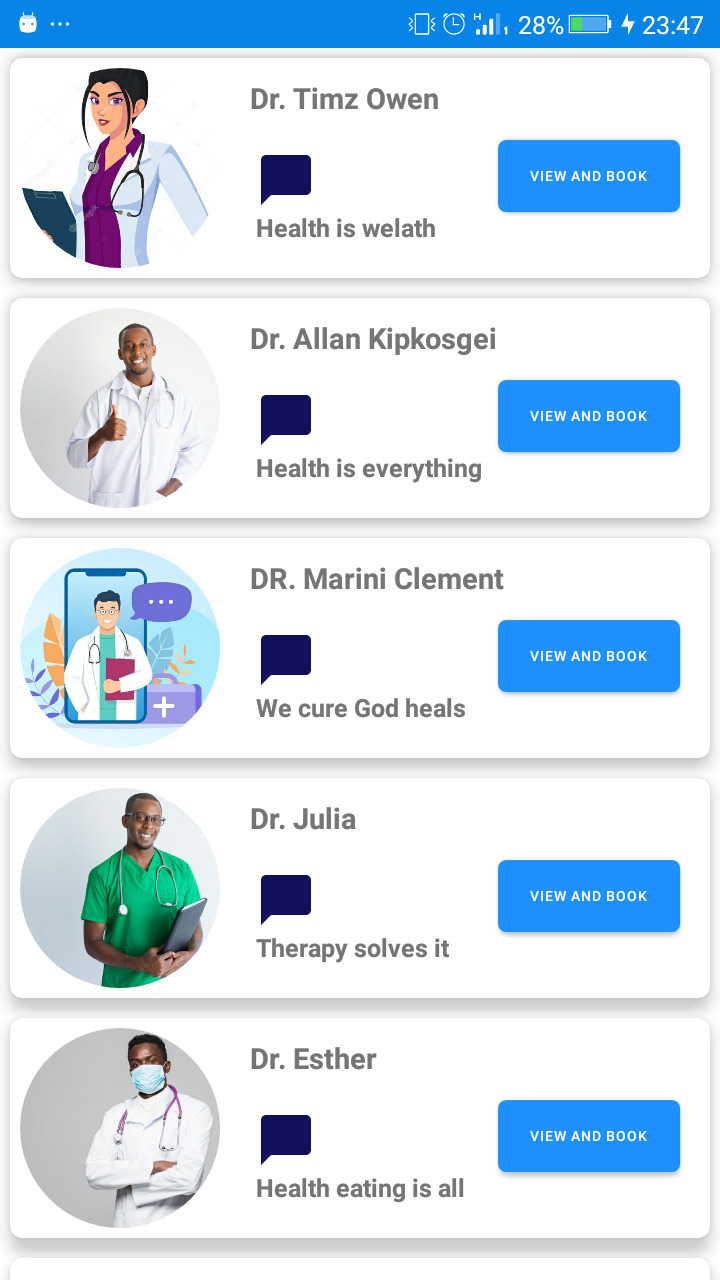 H 1 28% 23:47
Dr. Timz Owen
VIEW AND BOOK
Health is welath
Dr. Allan Kipkosgei
VIEW AND BOOK
Health is everything
DR. Marini Clement
VIEW AND BOOK
We cure God heals
Dr. Julia
VIEW AND BOOK
Therapy solves it
Dr. Esther
VIEW AND BOOK
Health eating is all